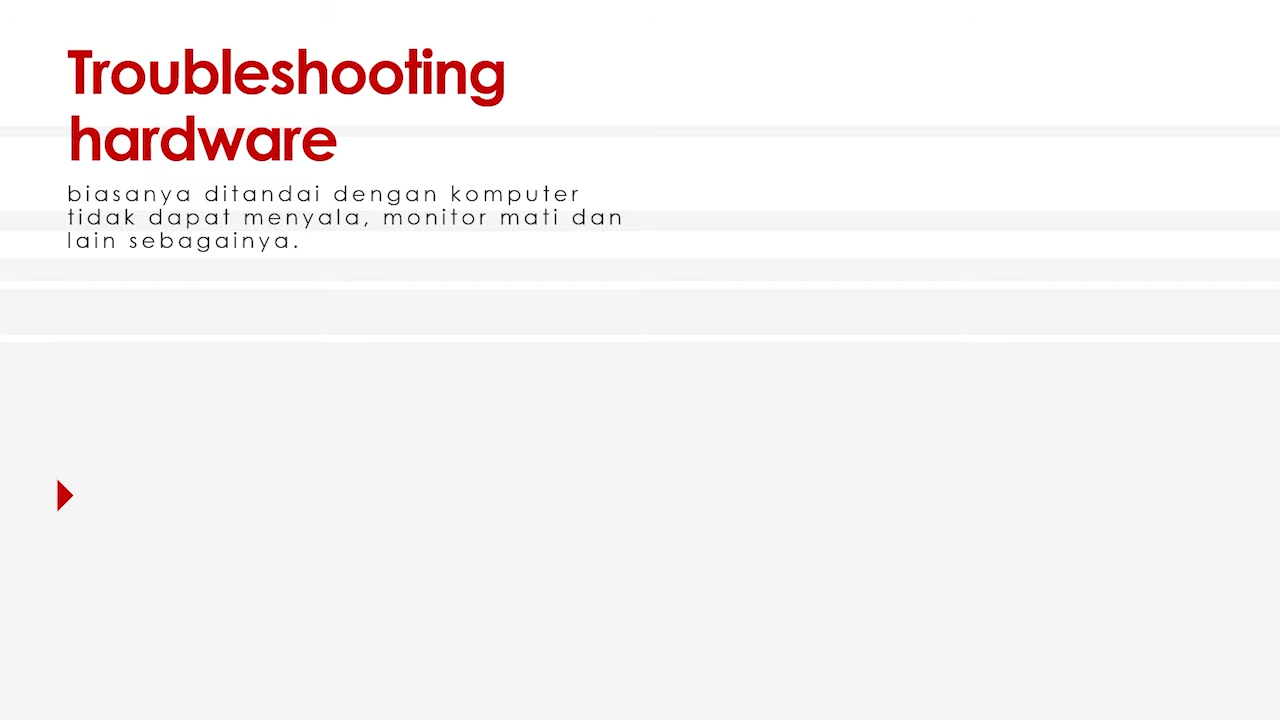 Troubleshooting
hardware
biasanya ditandai dengan komputer
tidak dapat menyala, monitor mati dan
lain sebagainya.